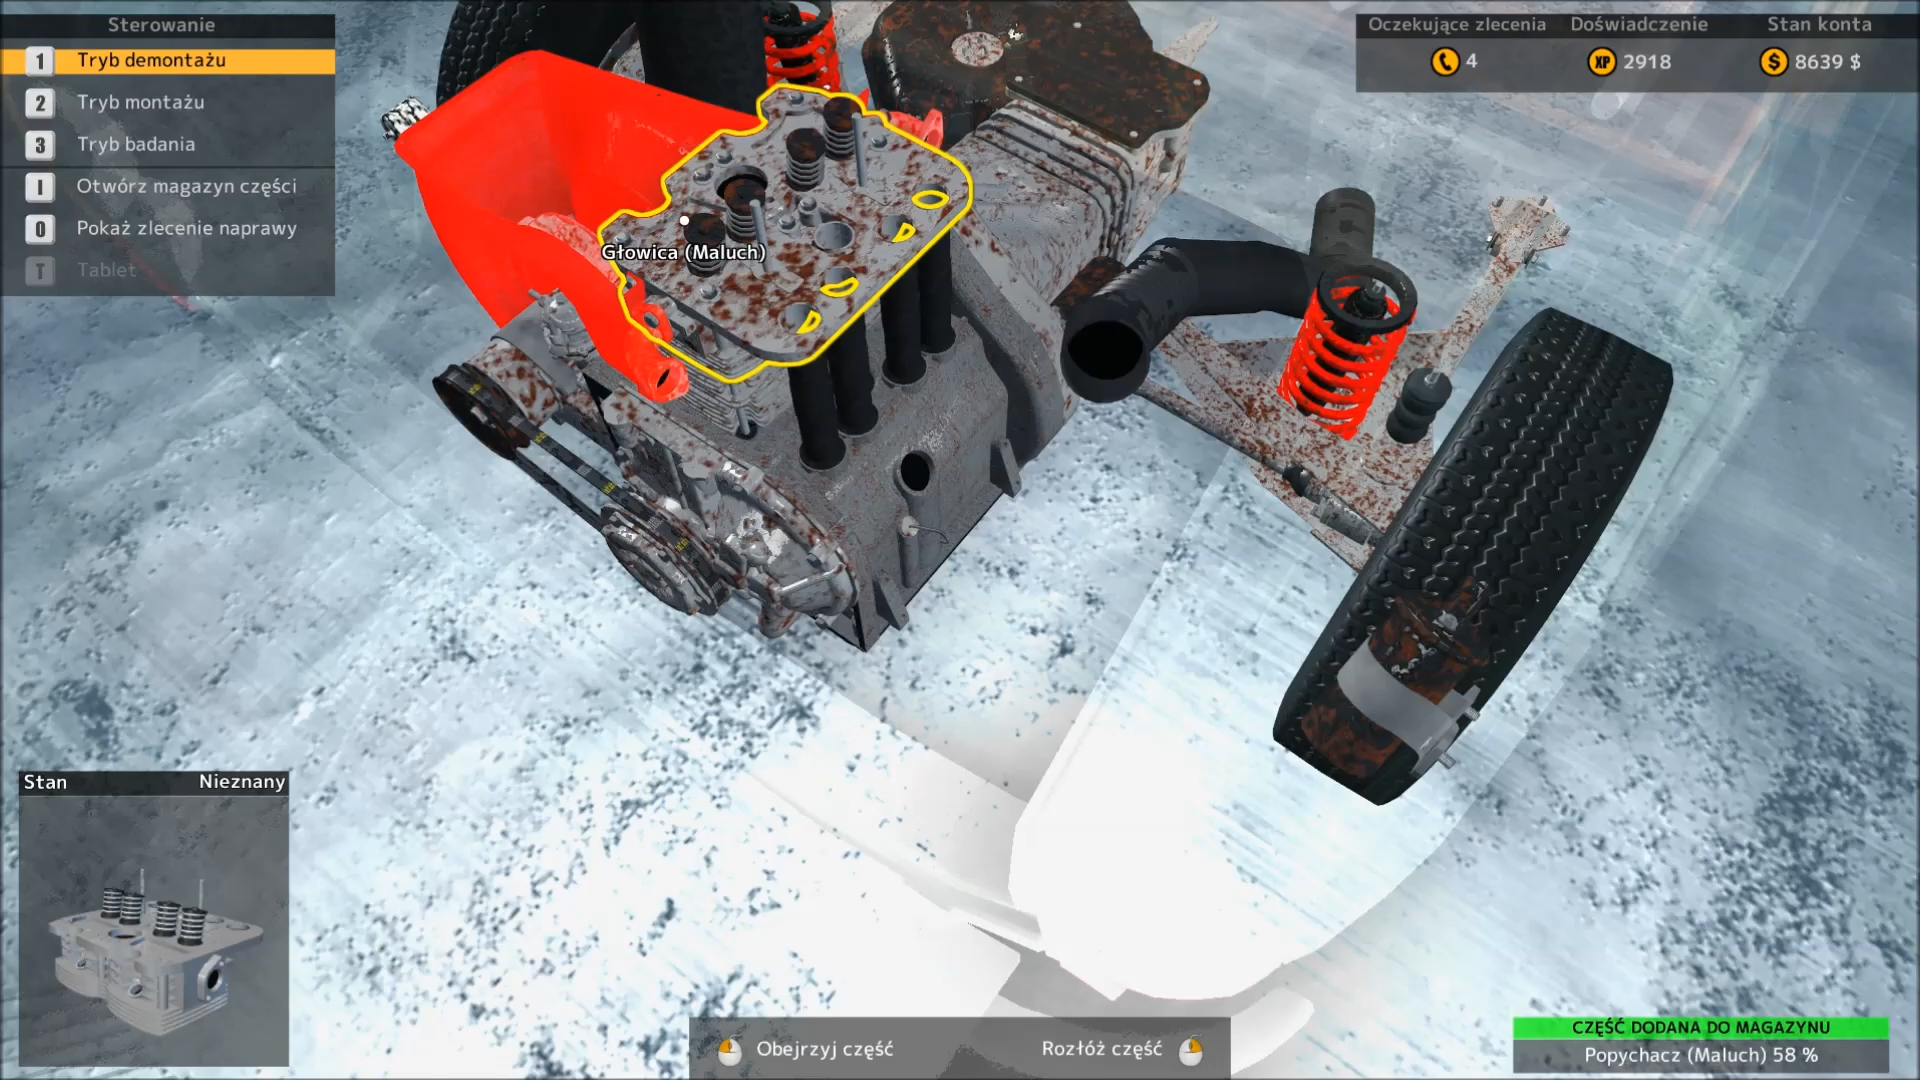 Sterowanie
1 Tryb demontażu
2 Tryb montażu
3 Tryb badania
I Otwórz magazyn części
O Pokaż zlecenie naprawy
T Tablet
Oczekujące zlecenia Doświadczenie Stan konta
4 XP 2918 $ 8639 $
Głowica (Maluch)
Stan Nieznany
Obejrzyj część Rozłóż część
CZĘŚĆ DODANA DO MAGAZYNU
Popychacz (Maluch) 58 %